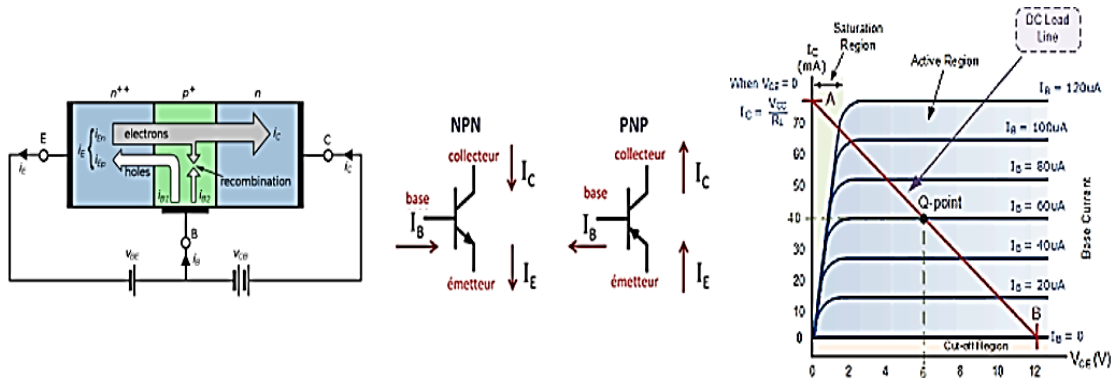 n++ p+ n
E
C
iE
iEn
iEp
electrons
holes
iC
recombination
iB1
iB2
iE
iC
B
iB
vBE
vCB
NPN
collecteur
IC
base
IB
IE
émetteur
PNP
collecteur
IC
base
IB
IE
émetteur
Saturation
Region
DC Load
Line
IC
(mA)
Active Region
When VCE = 0
A
IC = VCC
RL
IB = 120uA
IB = 100uA
IB = 80uA
IB = 60uA
IB = 40uA
IB = 20uA
IB = 0
Base Current
Q-point
B
70
60
50
40
30
20
10
0
Cut-off Region
0 2 4 6 8 10 12
VCE (V)